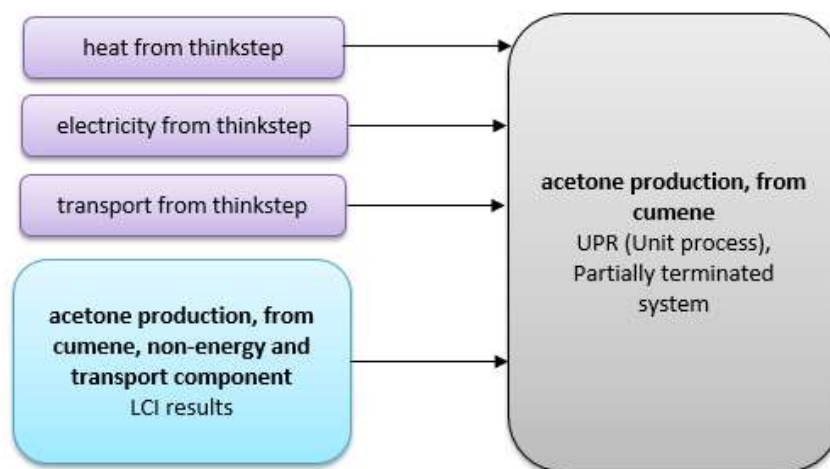 heat from thinkstep
electricity from thinkstep
transport from thinkstep
acetone production, from
cumene, non-energy and
transport component
LCI results
acetone production, from
cumene
UPR (Unit process),
Partially terminated
system